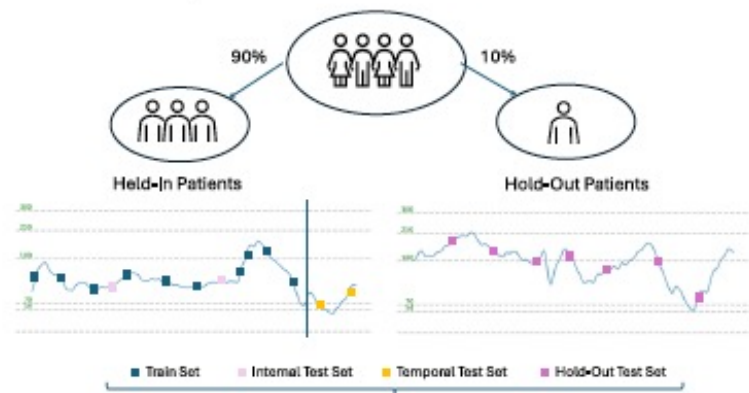 90%
10%
Held-In Patients
Hold-Out Patients
Train Set
Internal Test Set
Temporal Test Set
Hold-Out Test Set